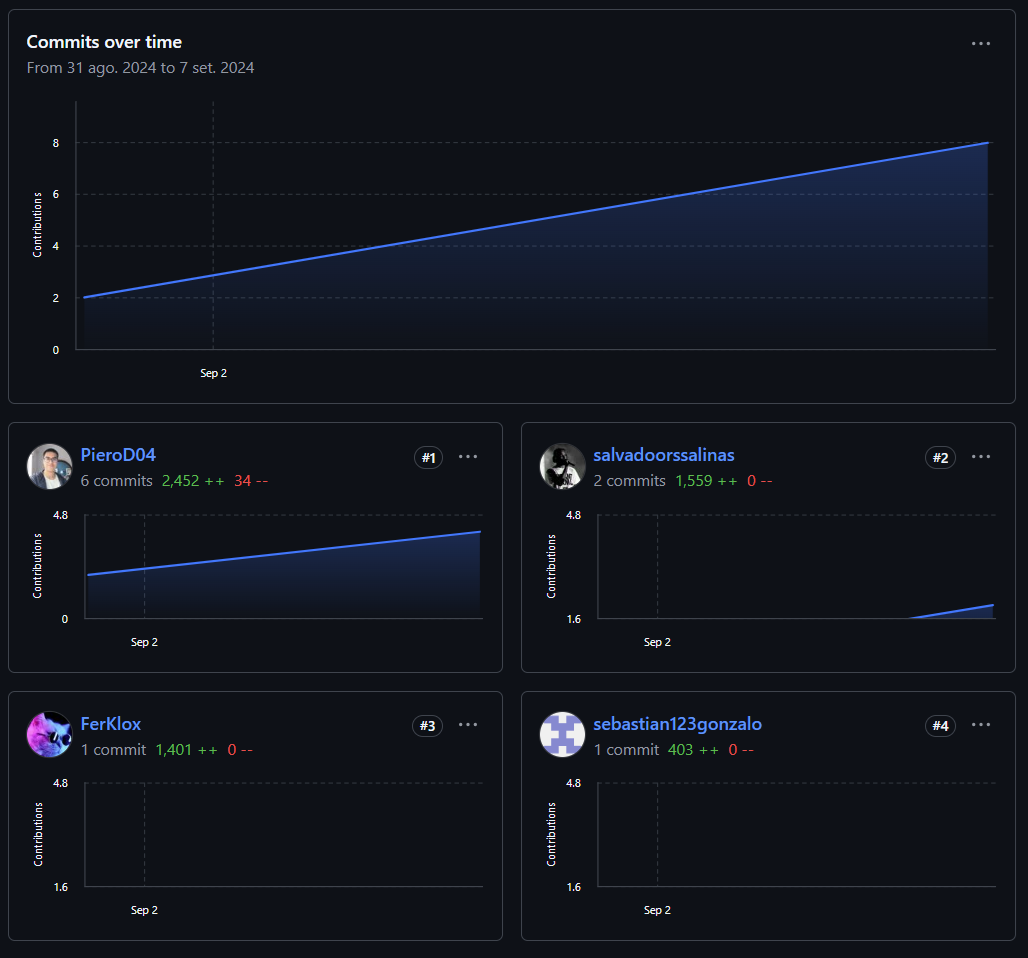 Commits over time
From 31 ago. 2024 to 7 set. 2024
Contributions
8
6
4
2
0
Sep 2
PieroD04
#1
6 commits 2,452 ++ 34 --
Contributions
4.8
0
Sep 2
salvadoorssalinas
#2
2 commits 1,559 ++ 0 --
Contributions
4.8
1.6
Sep 2
FerKlox
#3
1 commit 1,401 ++ 0 --
Contributions
4.8
1.6
Sep 2
sebastian123gonzalo
#4
1 commit 403 ++ 0 --
Contributions
4.8
1.6
Sep 2